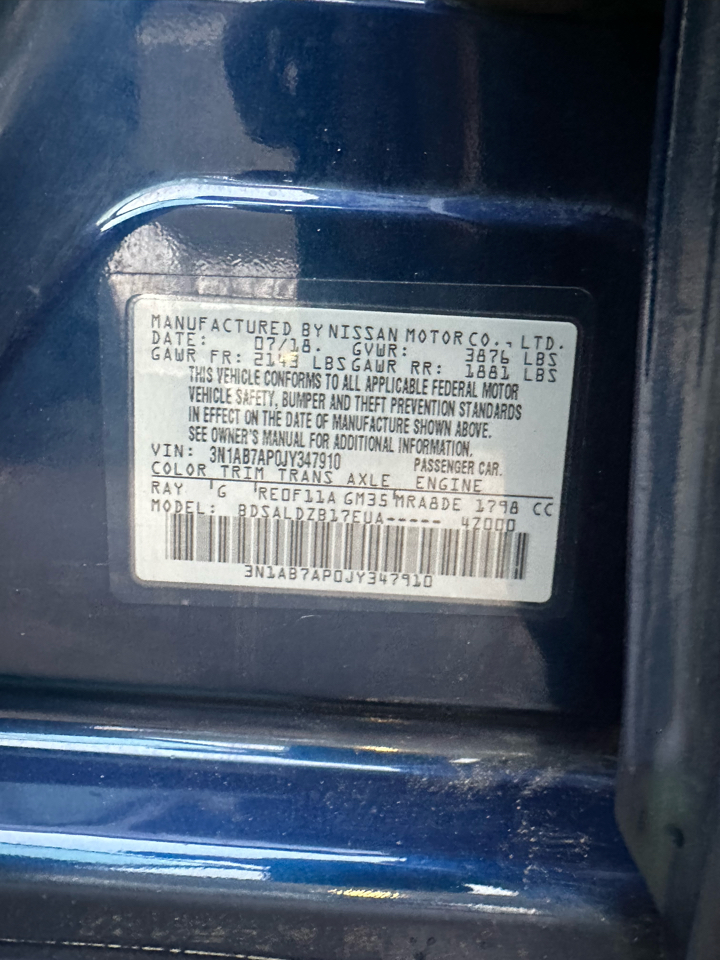 MANUFACTURED BY NISSAN MOTOR CO., LTD.
DATE: 07/18. GVWR: 3876 LBS
GAWR FR: 2143 LBS GAWR RR: 1881 LBS
THIS VEHICLE CONFORMS TO ALL APPLICABLE FEDERAL MOTOR
VEHICLE SAFETY, BUMPER AND THEFT PREVENTION STANDARDS
IN EFFECT ON THE DATE OF MANUFACTURE SHOWN ABOVE.
SEE OWNER'S MANUAL FOR ADDITIONAL INFORMATION.
VIN: 3N1AB7AP0JY347910 PASSENGER CAR.
COLOR TRIM TRANS AXLE ENGINE
RAY G RE0F11A GM35 MRA8DE 1798 CC
MODEL: BDSALDZB17EUA----- 47000
3N1AB7AP0JY347910